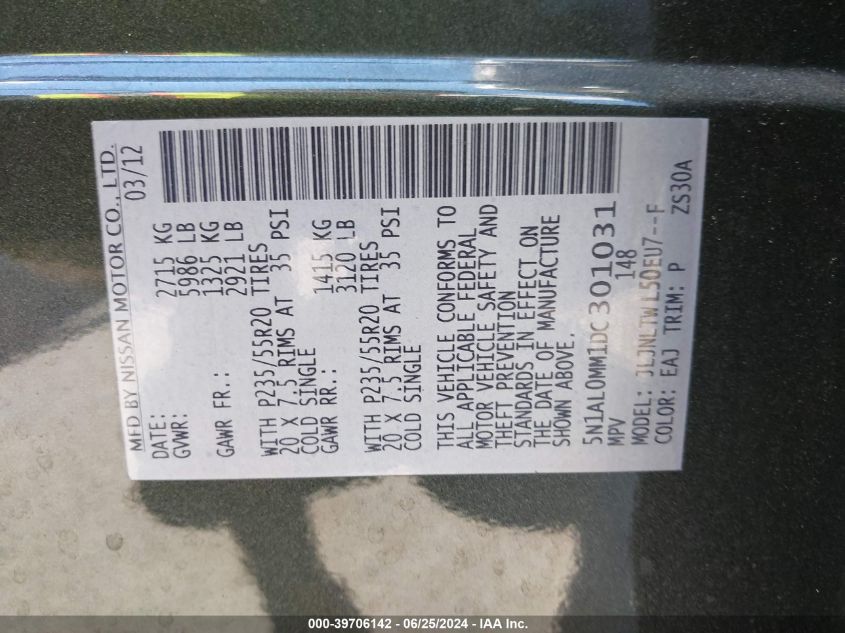 MFD BY NISSAN MOTOR CO., LTD.
DATE: 03/12
GVWR: 2715 KG
5986 LB
GAWR FR.: 1325 KG
2921 LB
WITH P235/55R20 TIRES
20 X 7.5 RIMS AT 35 PSI
COLD SINGLE
GAWR RR.: 1415 KG
3120 LB
WITH P235/55R20 TIRES
20 X 7.5 RIMS AT 35 PSI
COLD SINGLE
THIS VEHICLE CONFORMS TO
ALL APPLICABLE FEDERAL
MOTOR VEHICLE SAFETY AND
THEFT PREVENTION
STANDARDS IN EFFECT ON
THE DATE OF MANUFACTURE
SHOWN ABOVE.
5N1AL0MM1DC301031
MPV 148
MODEL: JLJNLTWL50EU7--F
COLOR: EAJ TRIM: P ZS30A
000-39706142 - 06/25/2024 - IAA Inc.